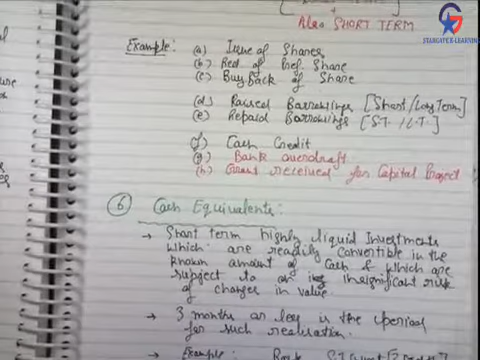 Also SHORT TERM
STARGATE E-LEARNIN
Example: (a) Issue of Shares
(b) Red. of Pref. Share
(c) Buy Back of Share
(d) Raised Borrowings [Short/Long Term]
(e) Repaid Borrowings [S.T./L.T.]
(f) Cash Credit
(g) Bank overdraft
(h) Grant received for Capital Project
6 Cash Equivalents:
→ Short term highly liquid Investments
which are readily convertible in the
known amount of Cash & which are
subject to an insignificant risk
of changes in value.
→ 3 months or less is the period
for such realisation.
→ Example: